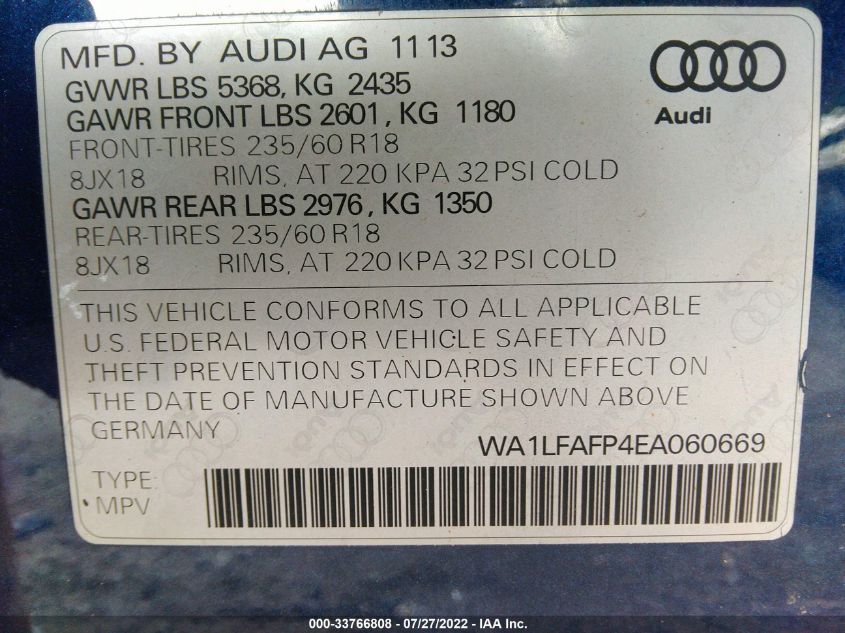 MFD. BY AUDI AG 11 13
GVWR LBS 5368, KG 2435
GAWR FRONT LBS 2601, KG 1180
FRONT-TIRES 235/60 R18
8JX18 RIMS, AT 220 KPA 32 PSI COLD
GAWR REAR LBS 2976, KG 1350
REAR-TIRES 235/60 R18
8JX18 RIMS, AT 220 KPA 32 PSI COLD
Audi
THIS VEHICLE CONFORMS TO ALL APPLICABLE
U.S. FEDERAL MOTOR VEHICLE SAFETY AND
THEFT PREVENTION STANDARDS IN EFFECT ON
THE DATE OF MANUFACTURE SHOWN ABOVE
GERMANY
WA1LFAFP4EA060669
TYPE:
MPV
000-33766808 - 07/27/2022 - IAA Inc.